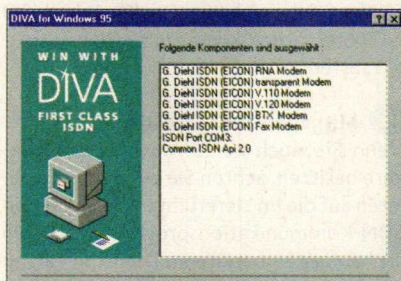 DIVA for Windows 95
WIN WITH
DIVA
FIRST CLASS
ISDN
Folgende Komponenten sind ausgewählt :
G. Diehl ISDN (EICON) RNA Modem
G. Diehl ISDN (EICON) transparent Modem
G. Diehl ISDN (EICON) V.110 Modem
G. Diehl ISDN (EICON) V.120 Modem
G. Diehl ISDN (EICON) BTX Modem
G. Diehl ISDN (EICON) Fax Modem
ISDN Port COM3:
Common ISDN Api 2.0